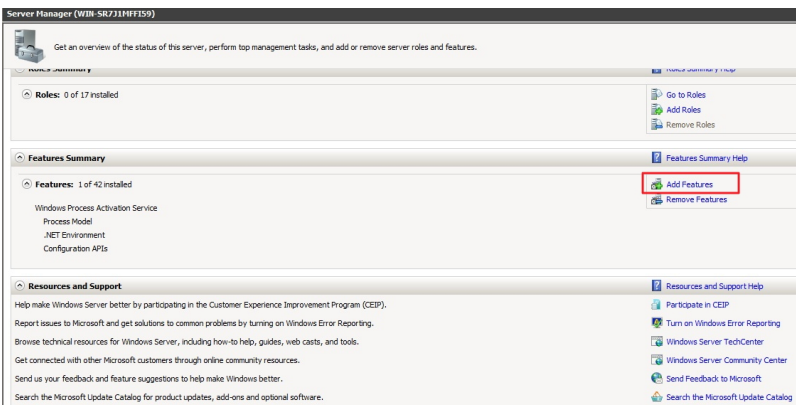 Server Manager (WIN-SR7J1MFFI59)
Get an overview of the status of this server, perform top management tasks, and add or remove server roles and features.
Roles Summary
Roles Summary Help
Roles: 0 of 17 installed
Go to Roles
Add Roles
Remove Roles
Features Summary
Features Summary Help
Features: 1 of 42 installed
Add Features
Remove Features
Windows Process Activation Service
Process Model
.NET Environment
Configuration APIs
Resources and Support
Resources and Support Help
Help make Windows Server better by participating in the Customer Experience Improvement Program (CEIP).
Participate in CEIP
Report issues to Microsoft and get solutions to common problems by turning on Windows Error Reporting.
Turn on Windows Error Reporting
Browse technical resources for Windows Server, including how-to help, guides, web casts, and tools.
Windows Server TechCenter
Get connected with other Microsoft customers through online community resources.
Windows Server Community Center
Send us your feedback and feature suggestions to help make Windows better.
Send Feedback to Microsoft
Search the Microsoft Update Catalog for product updates, add-ons and optional software.
Search the Microsoft Update Catalog